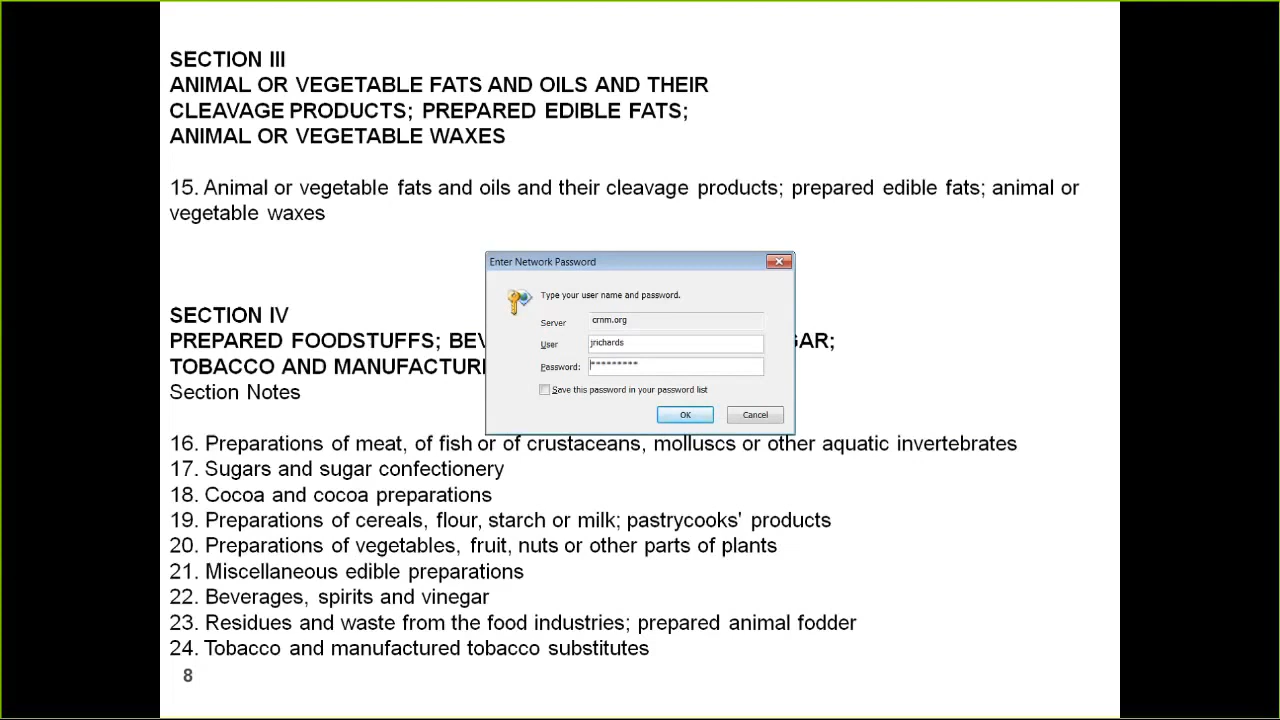 SECTION III
ANIMAL OR VEGETABLE FATS AND OILS AND THEIR
CLEAVAGE PRODUCTS; PREPARED EDIBLE FATS;
ANIMAL OR VEGETABLE WAXES
15. Animal or vegetable fats and oils and their cleavage products; prepared edible fats; animal or
vegetable waxes
Enter Network Password
Type your user name and password.
Server crnm.org
User jrichards
Password: *********
Save this password in your password list
OK Cancel
SECTION IV
PREPARED FOODSTUFFS; BEV GAR;
TOBACCO AND MANUFACTUR
Section Notes
16. Preparations of meat, of fish or of crustaceans, molluscs or other aquatic invertebrates
17. Sugars and sugar confectionery
18. Cocoa and cocoa preparations
19. Preparations of cereals, flour, starch or milk; pastrycooks' products
20. Preparations of vegetables, fruit, nuts or other parts of plants
21. Miscellaneous edible preparations
22. Beverages, spirits and vinegar
23. Residues and waste from the food industries; prepared animal fodder
24. Tobacco and manufactured tobacco substitutes
8